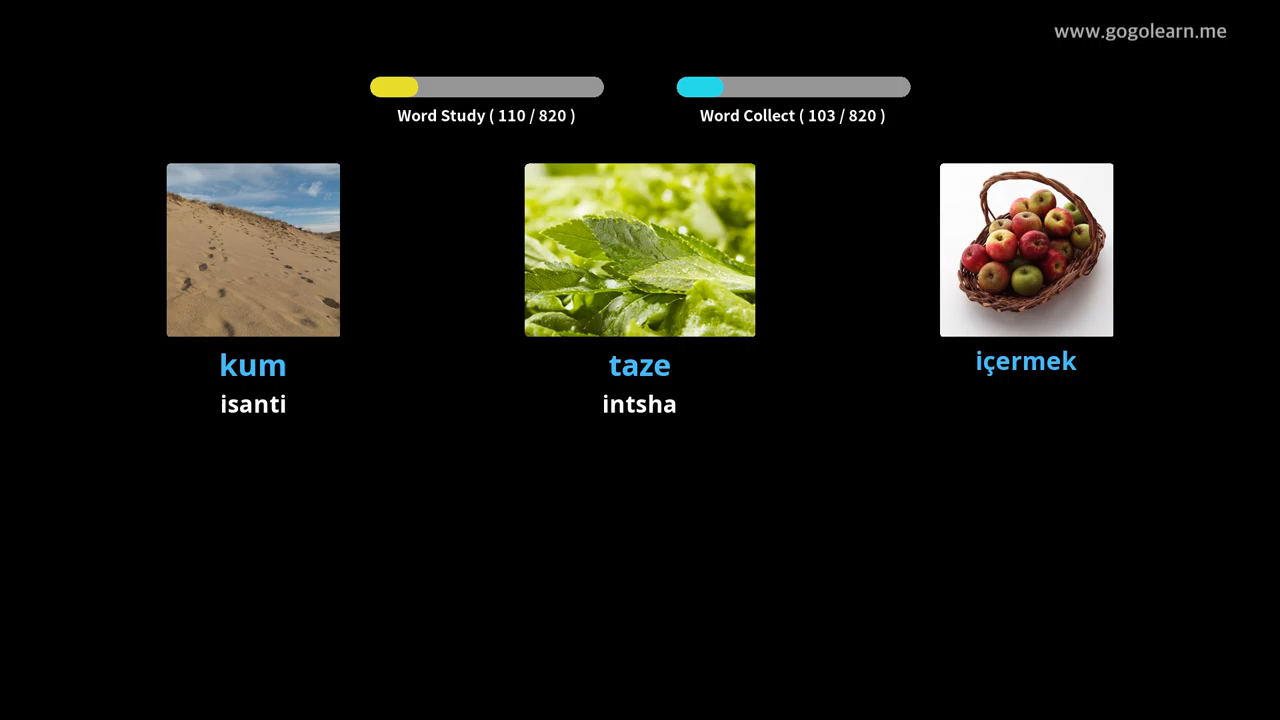 www.gogolearn.me
Word Study ( 110 / 820 )
Word Collect ( 103 / 820 )
kum
isanti
taze
intsha
içermek